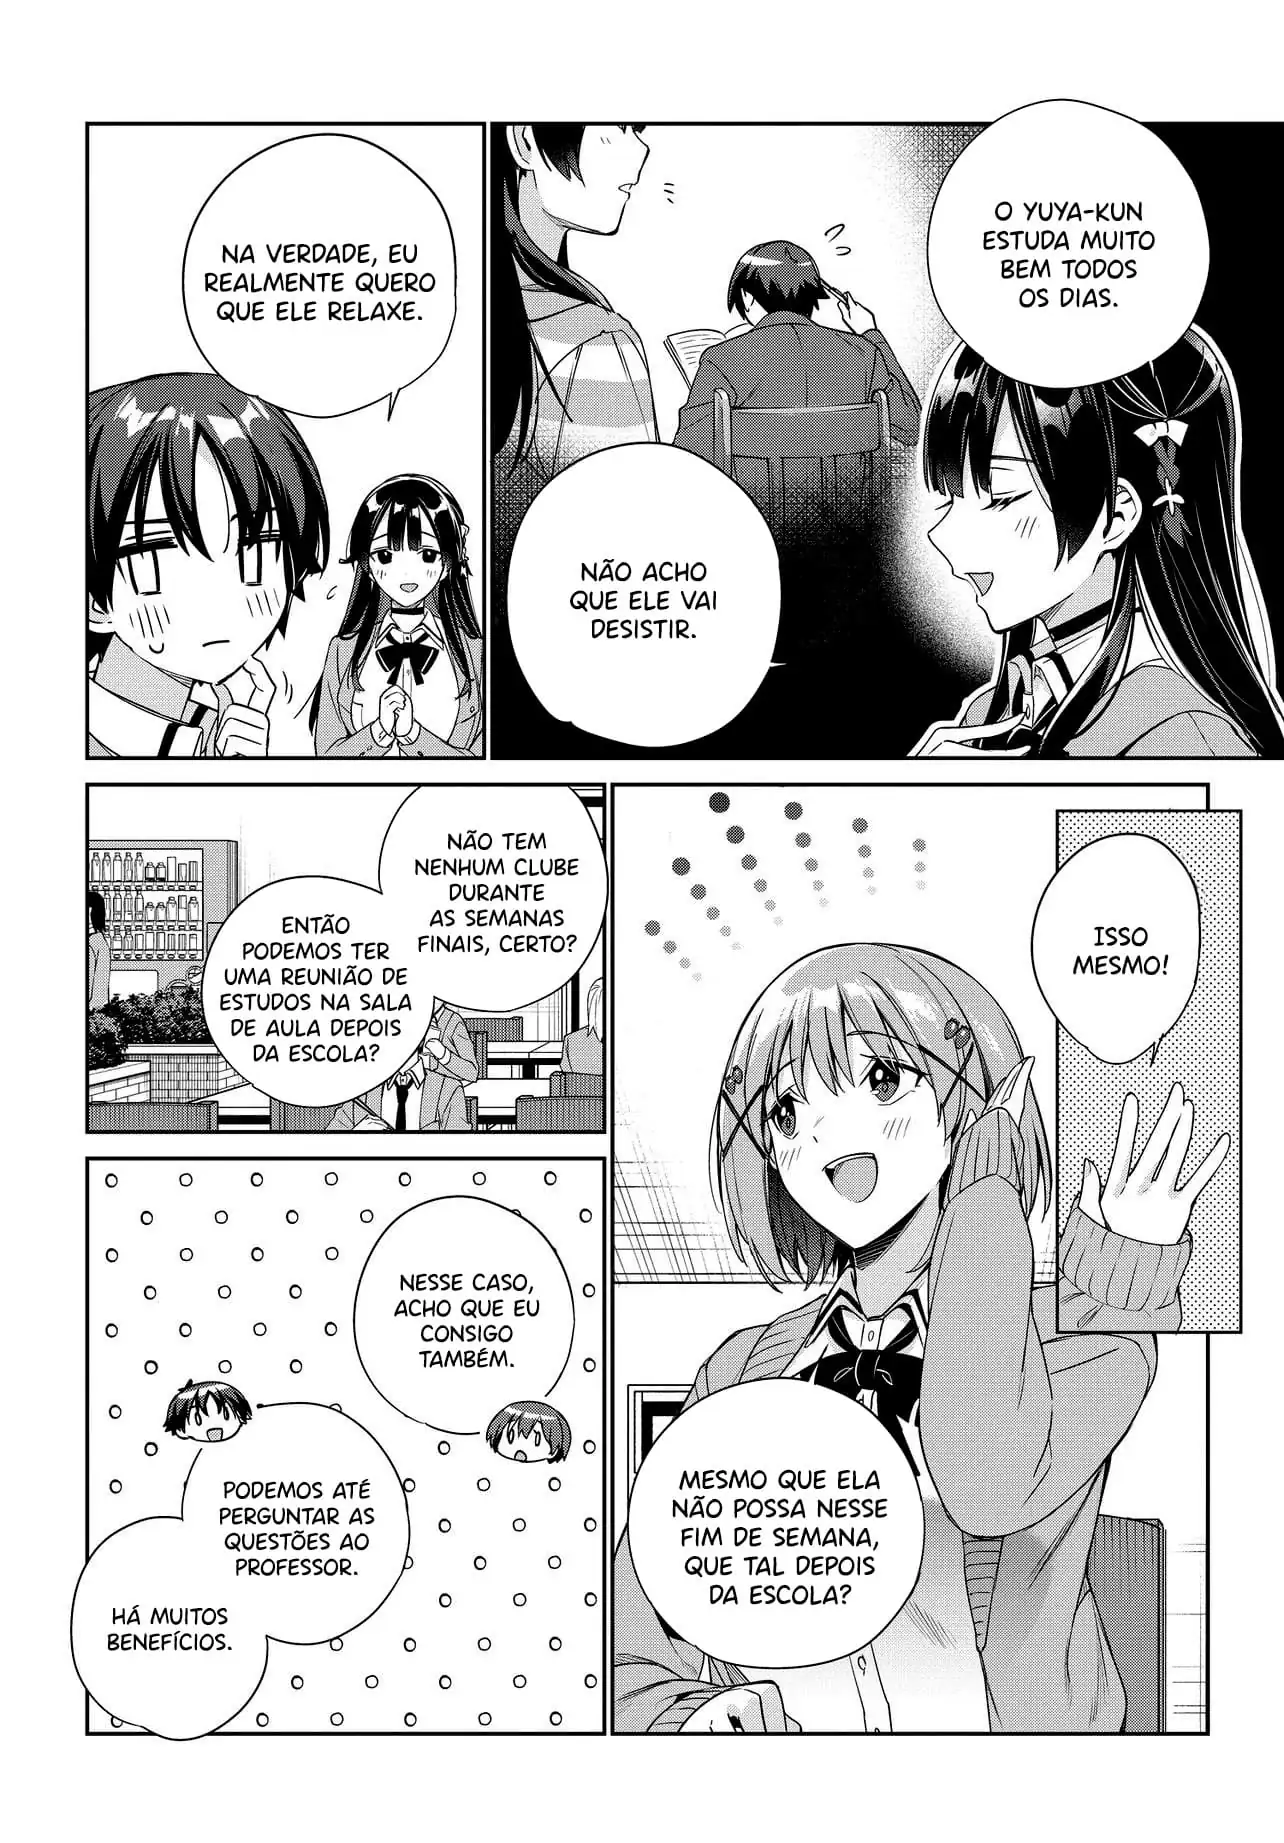 O YUYA-KUN
ESTUDA MUITO
BEM TODOS
OS DIAS.
NÃO ACHO
QUE ELE VAI
DESISTIR.
NA VERDADE, EU
REALMENTE QUERO
QUE ELE RELAXE.
ISSO
MESMO!
MESMO QUE ELA
NÃO POSSA NESSE
FIM DE SEMANA,
QUE TAL DEPOIS
DA ESCOLA?
NÃO TEM
NENHUM CLUBE
DURANTE
AS SEMANAS
FINAIS, CERTO?
ENTÃO
PODEMOS TER
UMA REUNIÃO DE
ESTUDOS NA SALA
DE AULA DEPOIS
DA ESCOLA?
NESSE CASO,
ACHO QUE EU
CONSIGO
TAMBÉM.
PODEMOS ATÉ
PERGUNTAR AS
QUESTÕES AO
PROFESSOR.
HÁ MUITOS
BENEFÍCIOS.